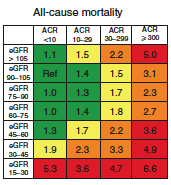 All-cause mortality
ACR <10 ACR 10–29 ACR 30–299 ACR ≥ 300
eGFR > 105 1.1 1.5 2.2 5.0
eGFR 90–105 Ref 1.4 1.5 3.1
eGFR 75–90 1.0 1.3 1.7 2.3
eGFR 60–75 1.0 1.4 1.8 2.7
eGFR 45–60 1.3 1.7 2.2 3.6
eGFR 30–45 1.9 2.3 3.3 4.9
eGFR 15–30 5.3 3.6 4.7 6.6